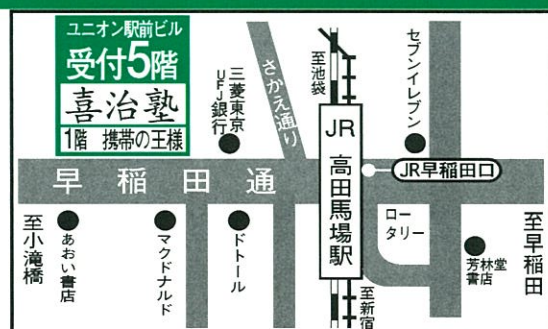 ユニオン駅前ビル
受付5階
喜治塾
1階 携帯の王様
三菱東京
UFJ銀行
さかえ通り
至池袋
セブンイレブン
JR
高田馬場駅
JR早稲田口
早稲田通
至小滝橋
あおい書店
マクドナルド
ドトール
至新宿
ロー
タリー
芳林堂
書店
至早稲田